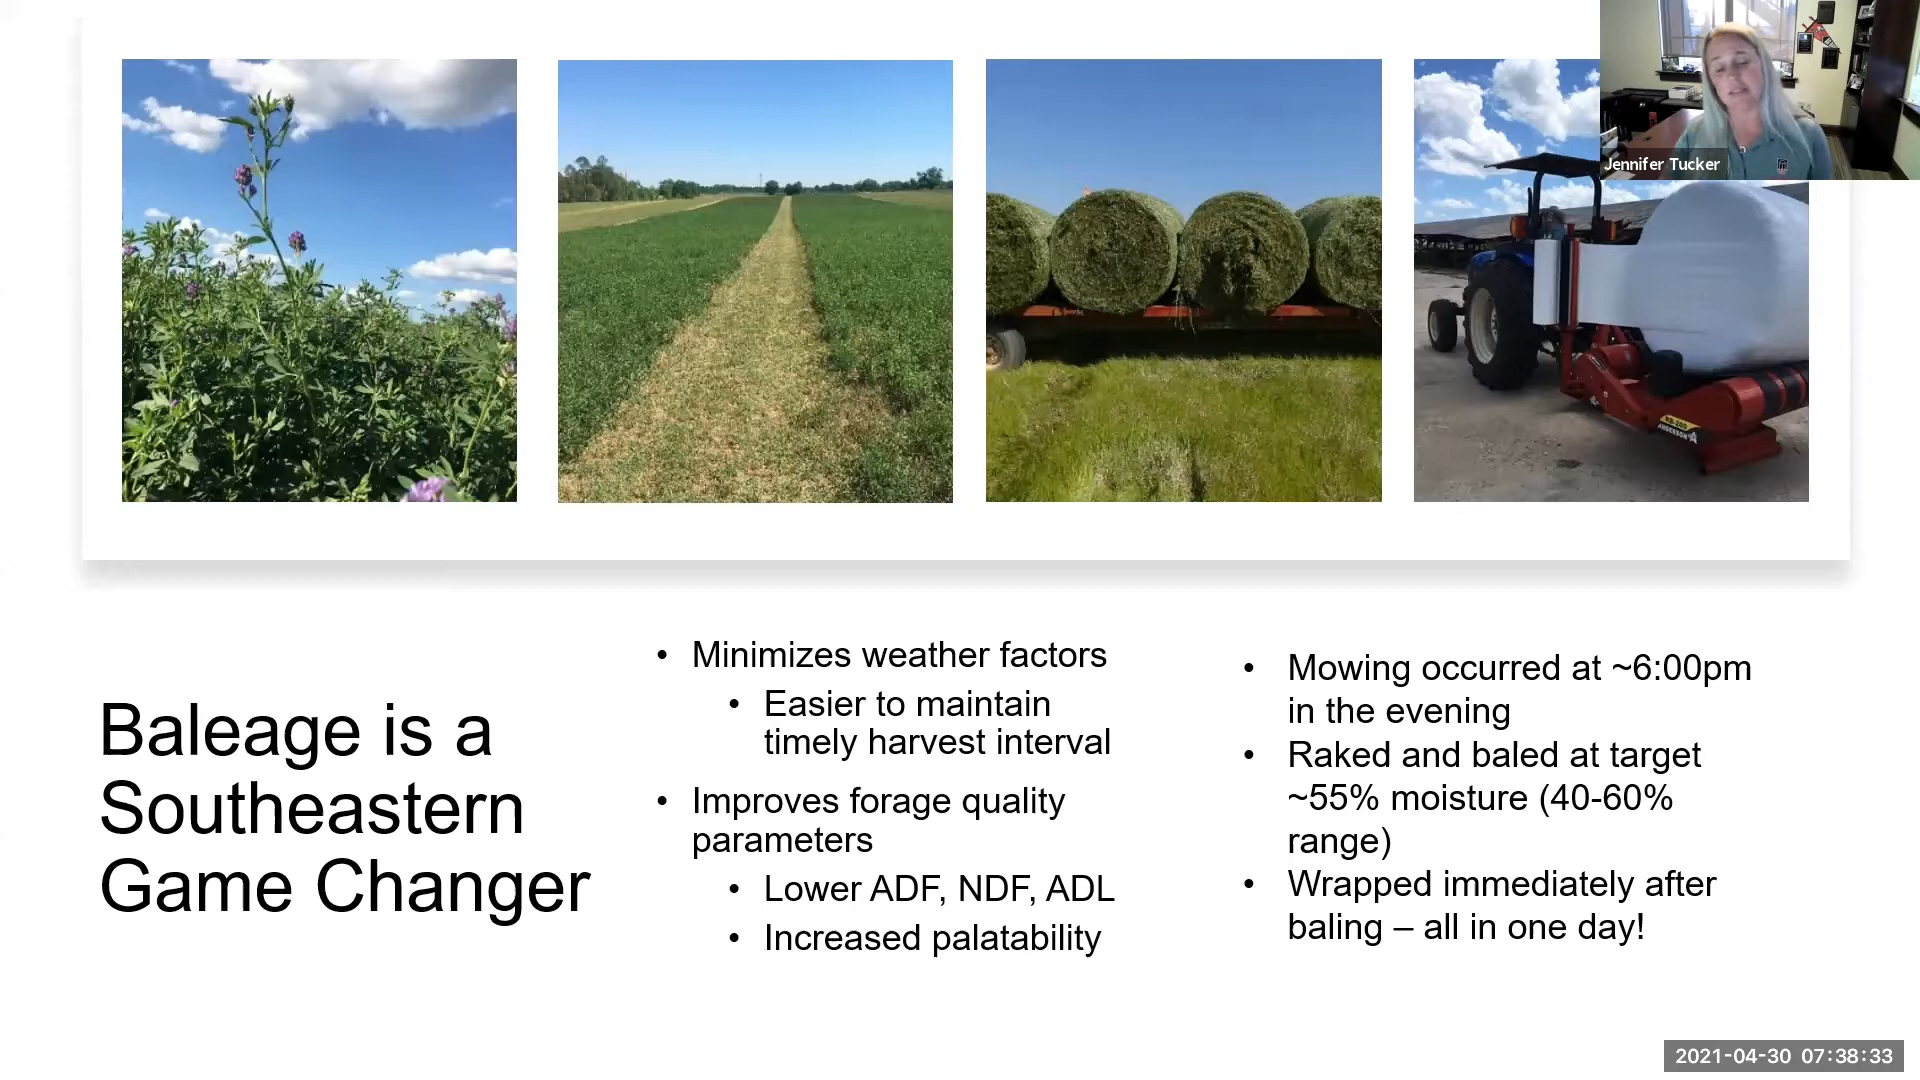 Jennifer Tucker
ANDERSON
Baleage is a
Southeastern
Game Changer
• Minimizes weather factors
• Easier to maintain
timely harvest interval
• Improves forage quality
parameters
• Lower ADF, NDF, ADL
• Increased palatability
• Mowing occurred at ~6:00pm
in the evening
• Raked and baled at target
~55% moisture (40-60%
range)
• Wrapped immediately after
baling – all in one day!
2021-04-30 07:38:33